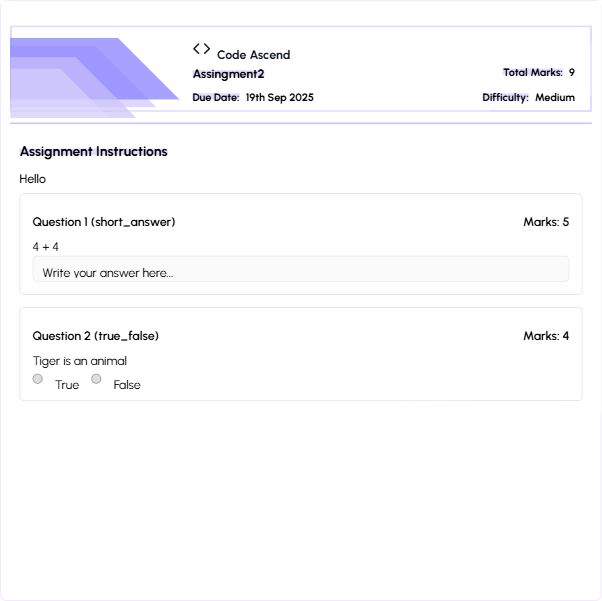 <> Code Ascend
Assingment2
Total Marks: 9
Due Date: 19th Sep 2025
Difficulty: Medium
Assignment Instructions
Hello
Question 1 (short_answer)
Marks: 5
4 + 4
Write your answer here...
Question 2 (true_false)
Marks: 4
Tiger is an animal
True False